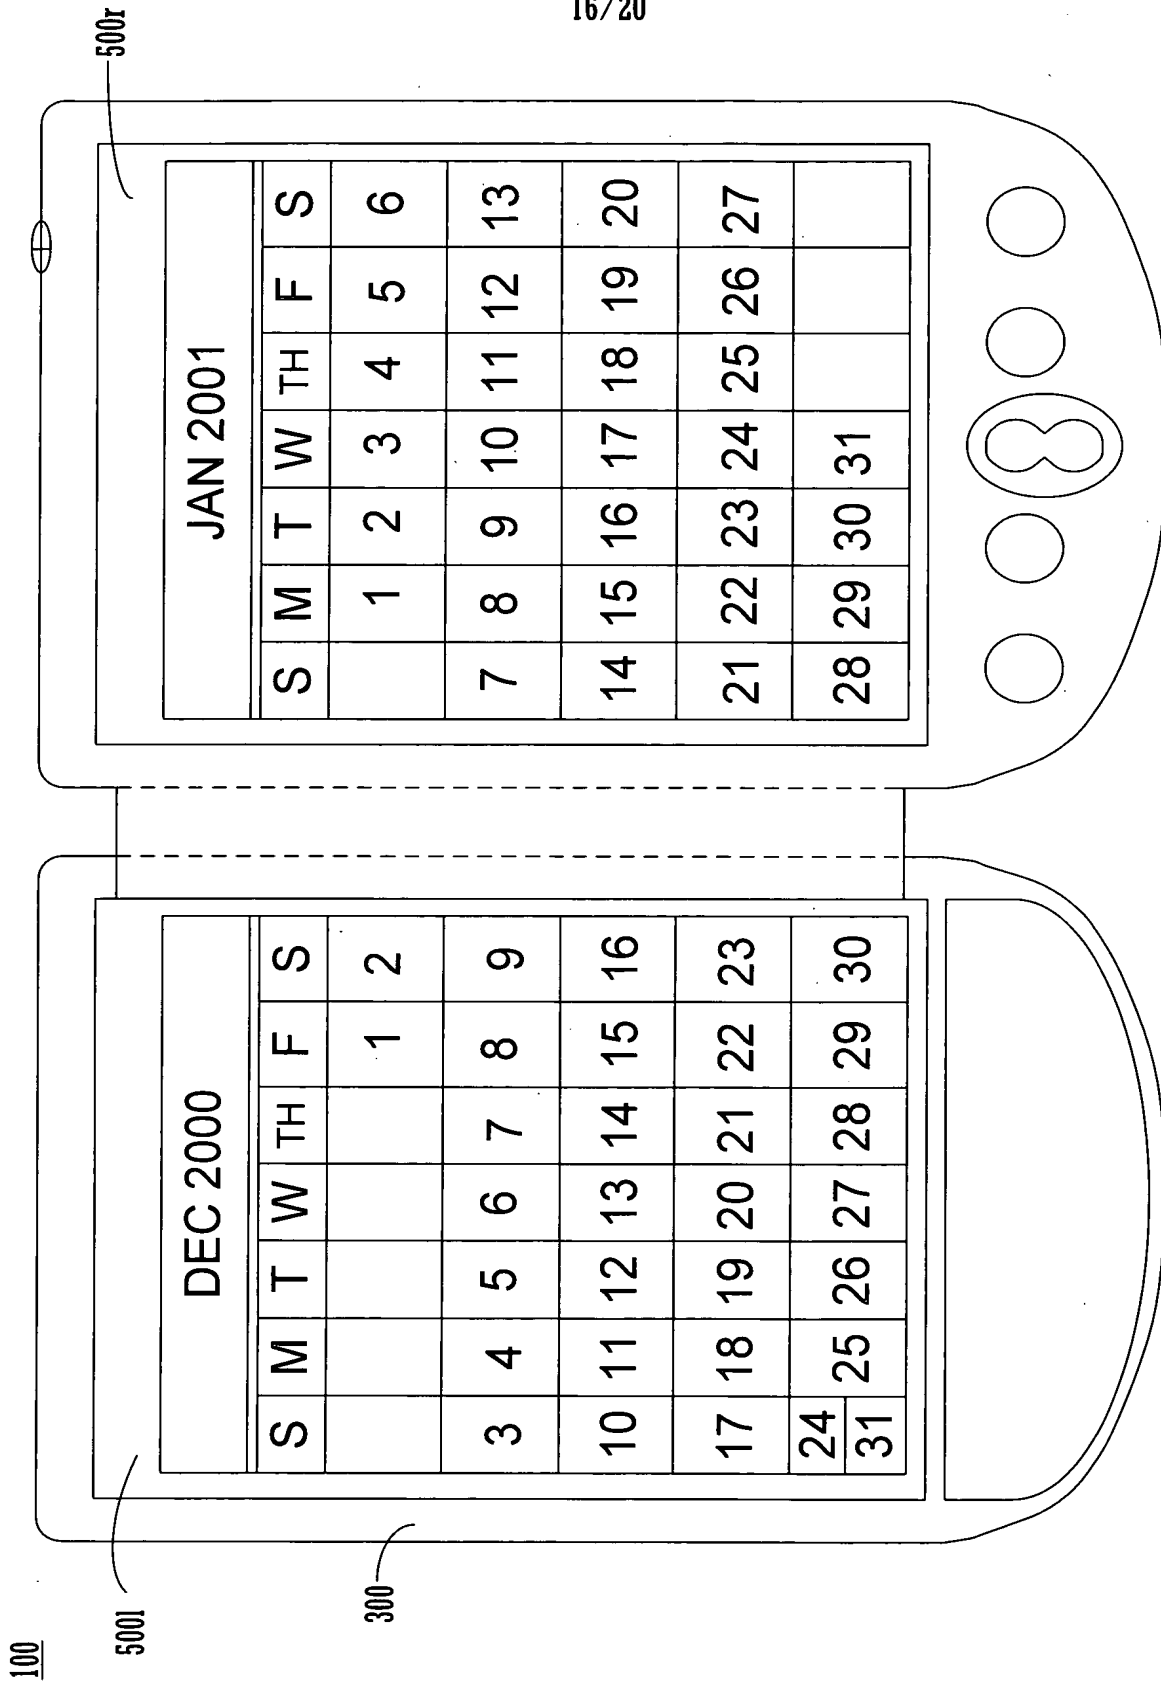 16/20
100
500l
300
500r
DEC 2000
S M T W TH F S
1 2
3 4 5 6 7 8 9
10 11 12 13 14 15 16
17 18 19 20 21 22 23
24 25 26 27 28 29 30
31
JAN 2001
S M T W TH F S
1 2 3 4 5 6
7 8 9 10 11 12 13
14 15 16 17 18 19 20
21 22 23 24 25 26 27
28 29 30 31